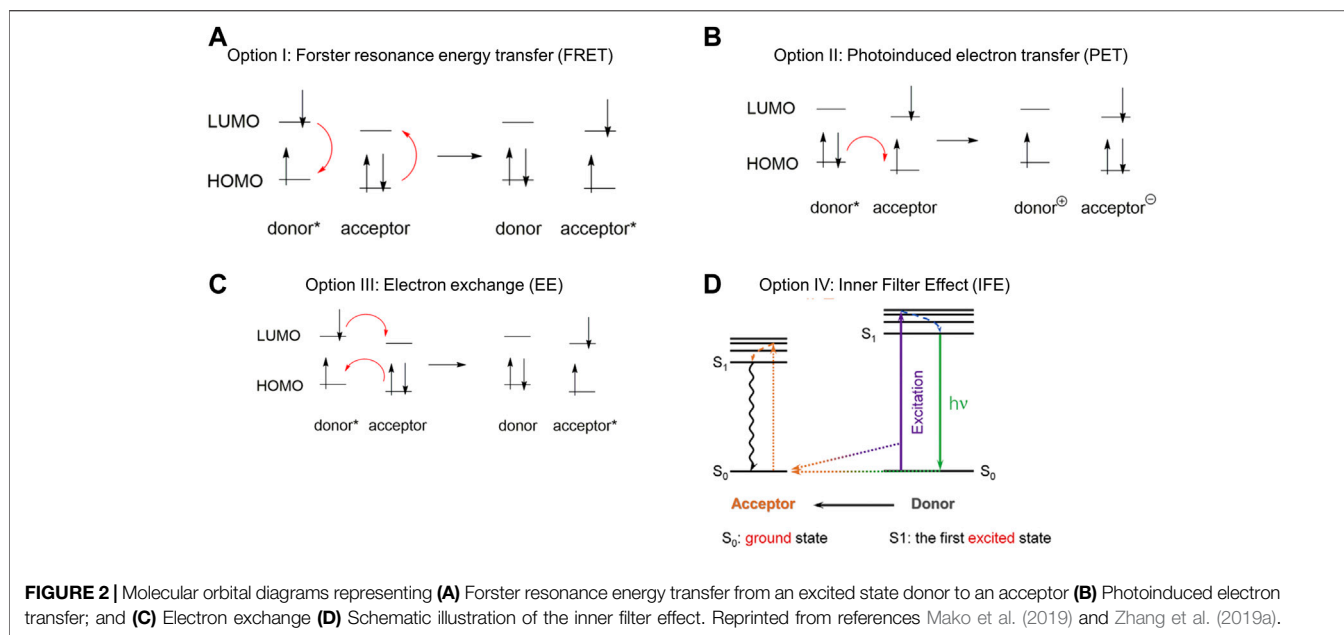 A
Option I: Forster resonance energy transfer (FRET)
LUMO
HOMO
donor* acceptor donor acceptor*
B
Option II: Photoinduced electron transfer (PET)
LUMO
HOMO
donor* acceptor donor⊕ acceptor⊖
C
Option III: Electron exchange (EE)
LUMO
HOMO
donor* acceptor donor acceptor*
D
Option IV: Inner Filter Effect (IFE)
S₁
S₁
Excitation
hν
S₀
S₀
Acceptor Donor
S₀: ground state S1: the first excited state
FIGURE 2 | Molecular orbital diagrams representing (A) Forster resonance energy transfer from an excited state donor to an acceptor (B) Photoinduced electron
transfer; and (C) Electron exchange (D) Schematic illustration of the inner filter effect. Reprinted from references Mako et al. (2019) and Zhang et al. (2019a).